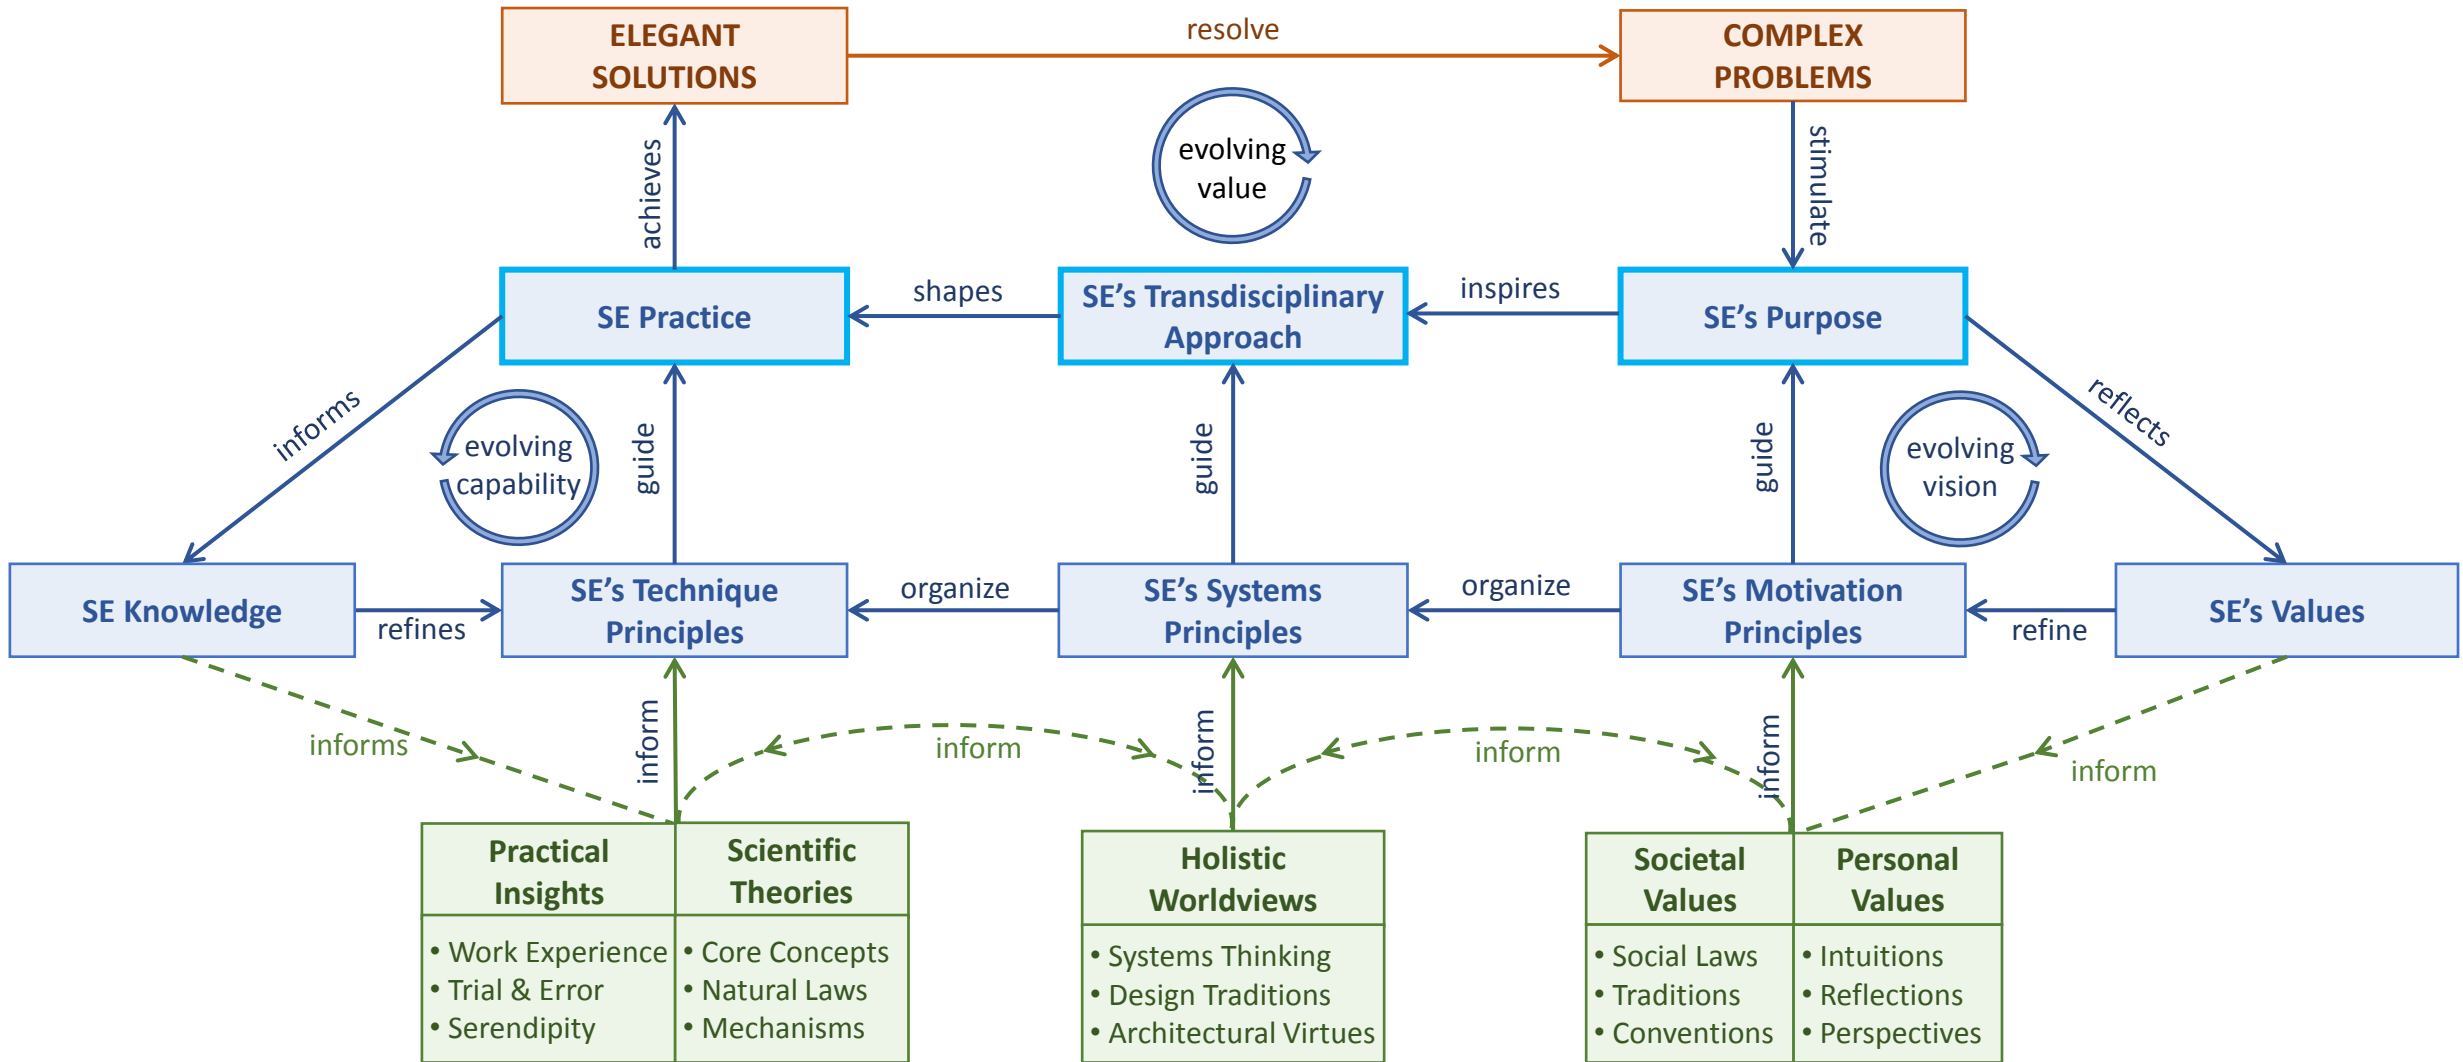 ELEGANT
SOLUTIONS
resolve
COMPLEX
PROBLEMS
achieves
evolving
value
stimulate
SE Practice
shapes
SE’s Transdisciplinary
Approach
inspires
SE’s Purpose
informs
evolving
capability
guide
guide
guide
evolving
vision
reflects
SE Knowledge
refines
SE’s Technique
Principles
organize
SE’s Systems
Principles
organize
SE’s Motivation
Principles
refine
SE’s Values
informs
inform
inform
inform
inform
inform
inform
Practical
Insights
• Work Experience
• Trial & Error
• Serendipity
Scientific
Theories
• Core Concepts
• Natural Laws
• Mechanisms
Holistic
Worldviews
• Systems Thinking
• Design Traditions
• Architectural Virtues
Societal
Values
• Social Laws
• Traditions
• Conventions
Personal
Values
• Intuitions
• Reflections
• Perspectives